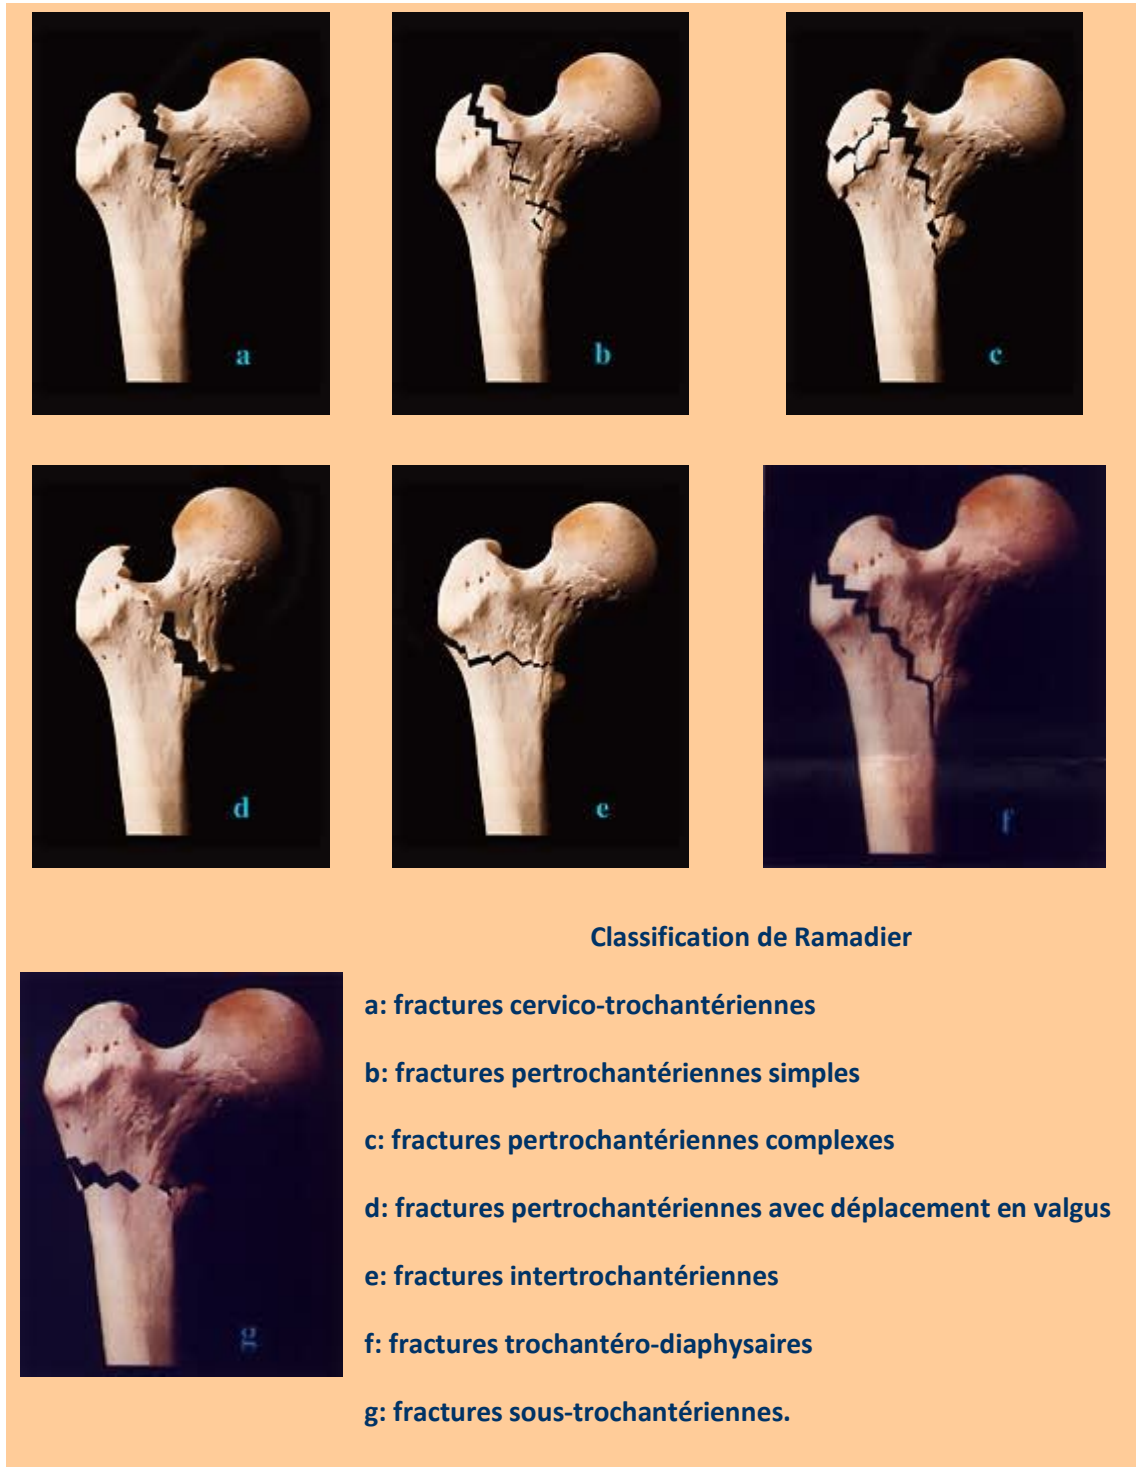 a
b
c
d
e
f
Classification de Ramadier
a: fractures cervico-trochantériennes
b: fractures pertrochantériennes simples
c: fractures pertrochantériennes complexes
d: fractures pertrochantériennes avec déplacement en valgus
e: fractures intertrochantériennes
f: fractures trochantéro-diaphysaires
g
g: fractures sous-trochantériennes.